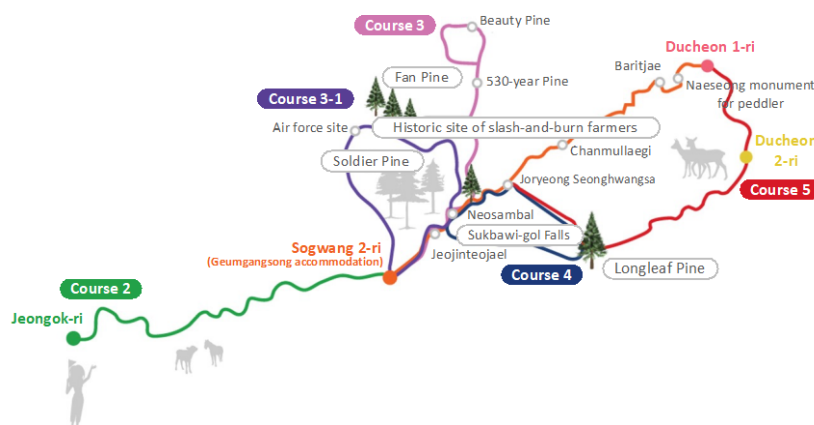 Course 3
Beauty Pine
Ducheon 1-ri
Fan Pine
530-year Pine
Baritjae
Naeseong monument
for peddler
Course 3-1
Air force site
Historic site of slash-and-burn farmers
Chanmullaegi
Ducheon
2-ri
Soldier Pine
Joryeong Seonghwangsa
Course 5
Neosambal
Sukbawi-gol Falls
Sogwang 2-ri
(Geumgangsong accommodation)
Jeojinteojael
Course 4
Longleaf Pine
Course 2
Jeongok-ri